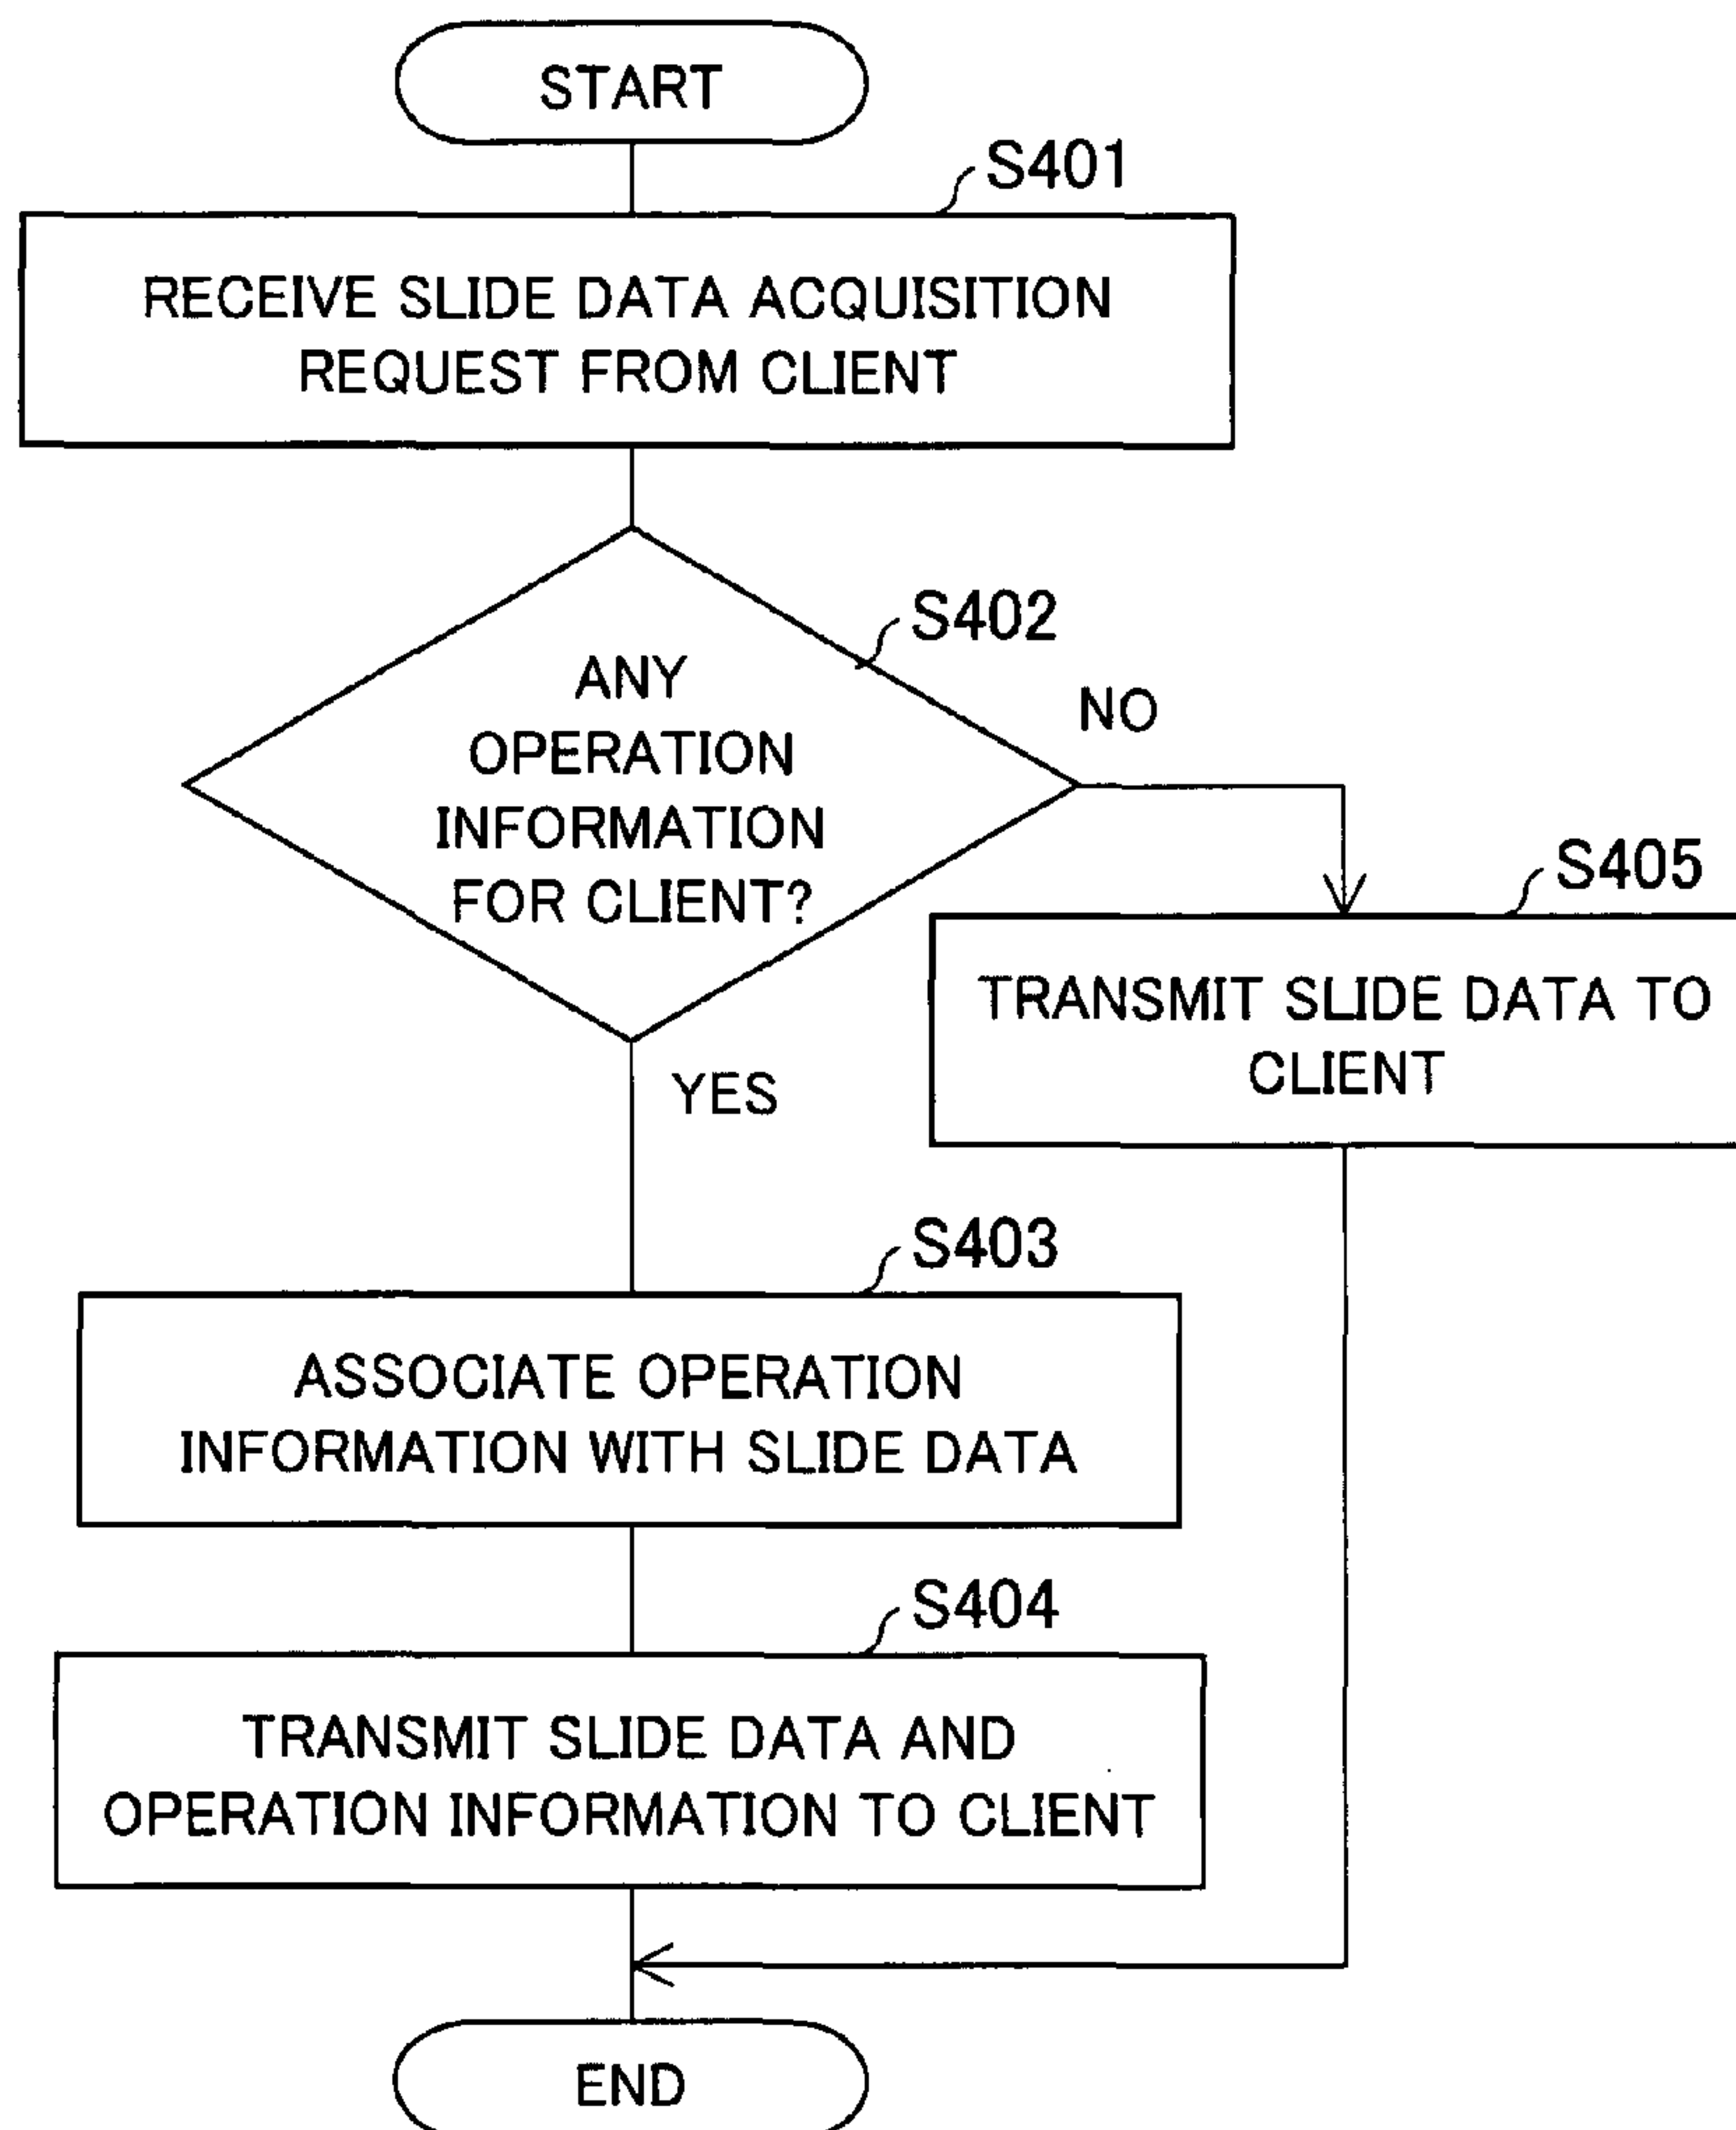 START
S401
RECEIVE SLIDE DATA ACQUISITION
REQUEST FROM CLIENT
S402
ANY
OPERATION
INFORMATION
FOR CLIENT?
NO
S405
TRANSMIT SLIDE DATA TO
CLIENT
YES
S403
ASSOCIATE OPERATION
INFORMATION WITH SLIDE DATA
S404
TRANSMIT SLIDE DATA AND
OPERATION INFORMATION TO CLIENT
END